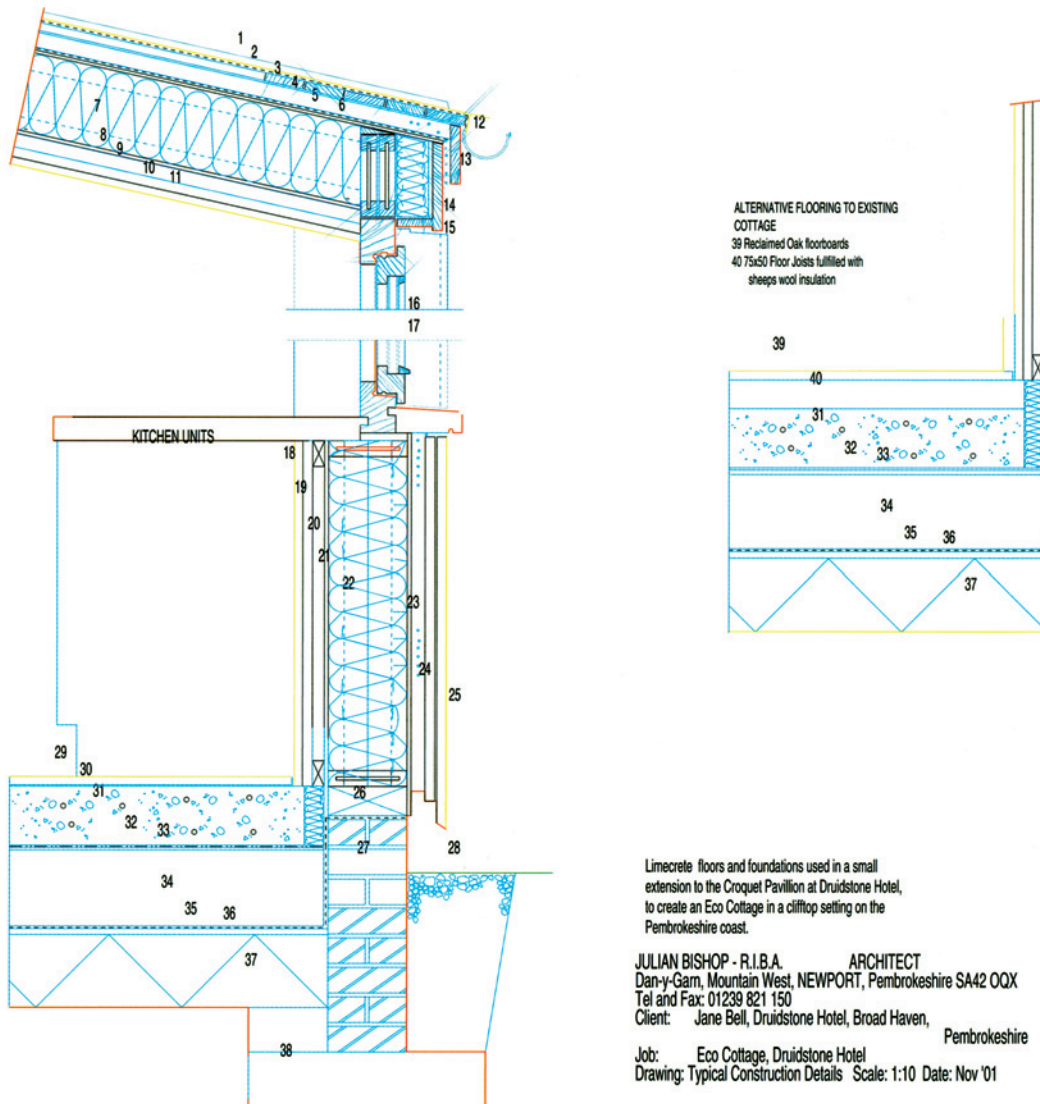 1
2
3
4
5
6
7
8
9
10
11
12
13
14
15
16
17
KITCHEN UNITS
18
19
20
21
22
23
24
25
26
27
28
29
30
31
32
33
34
35
36
37
38
ALTERNATIVE FLOORING TO EXISTING
COTTAGE
39 Reclaimed Oak floorboards
40 75x50 Floor Joists fullfilled with
sheeps wool insulation
39
40
31
32
33
34
35
36
37
Limecrete floors and foundations used in a small
extension to the Croquet Pavillion at Druidstone Hotel,
to create an Eco Cottage in a clifftop setting on the
Pembrokeshire coast.
JULIAN BISHOP - R.I.B.A. ARCHITECT
Dan-y-Garn, Mountain West, NEWPORT, Pembrokeshire SA42 OQX
Tel and Fax: 01239 821 150
Client: Jane Bell, Druidstone Hotel, Broad Haven,
Pembrokeshire
Job: Eco Cottage, Druidstone Hotel
Drawing: Typical Construction Details Scale: 1:10 Date: Nov '01